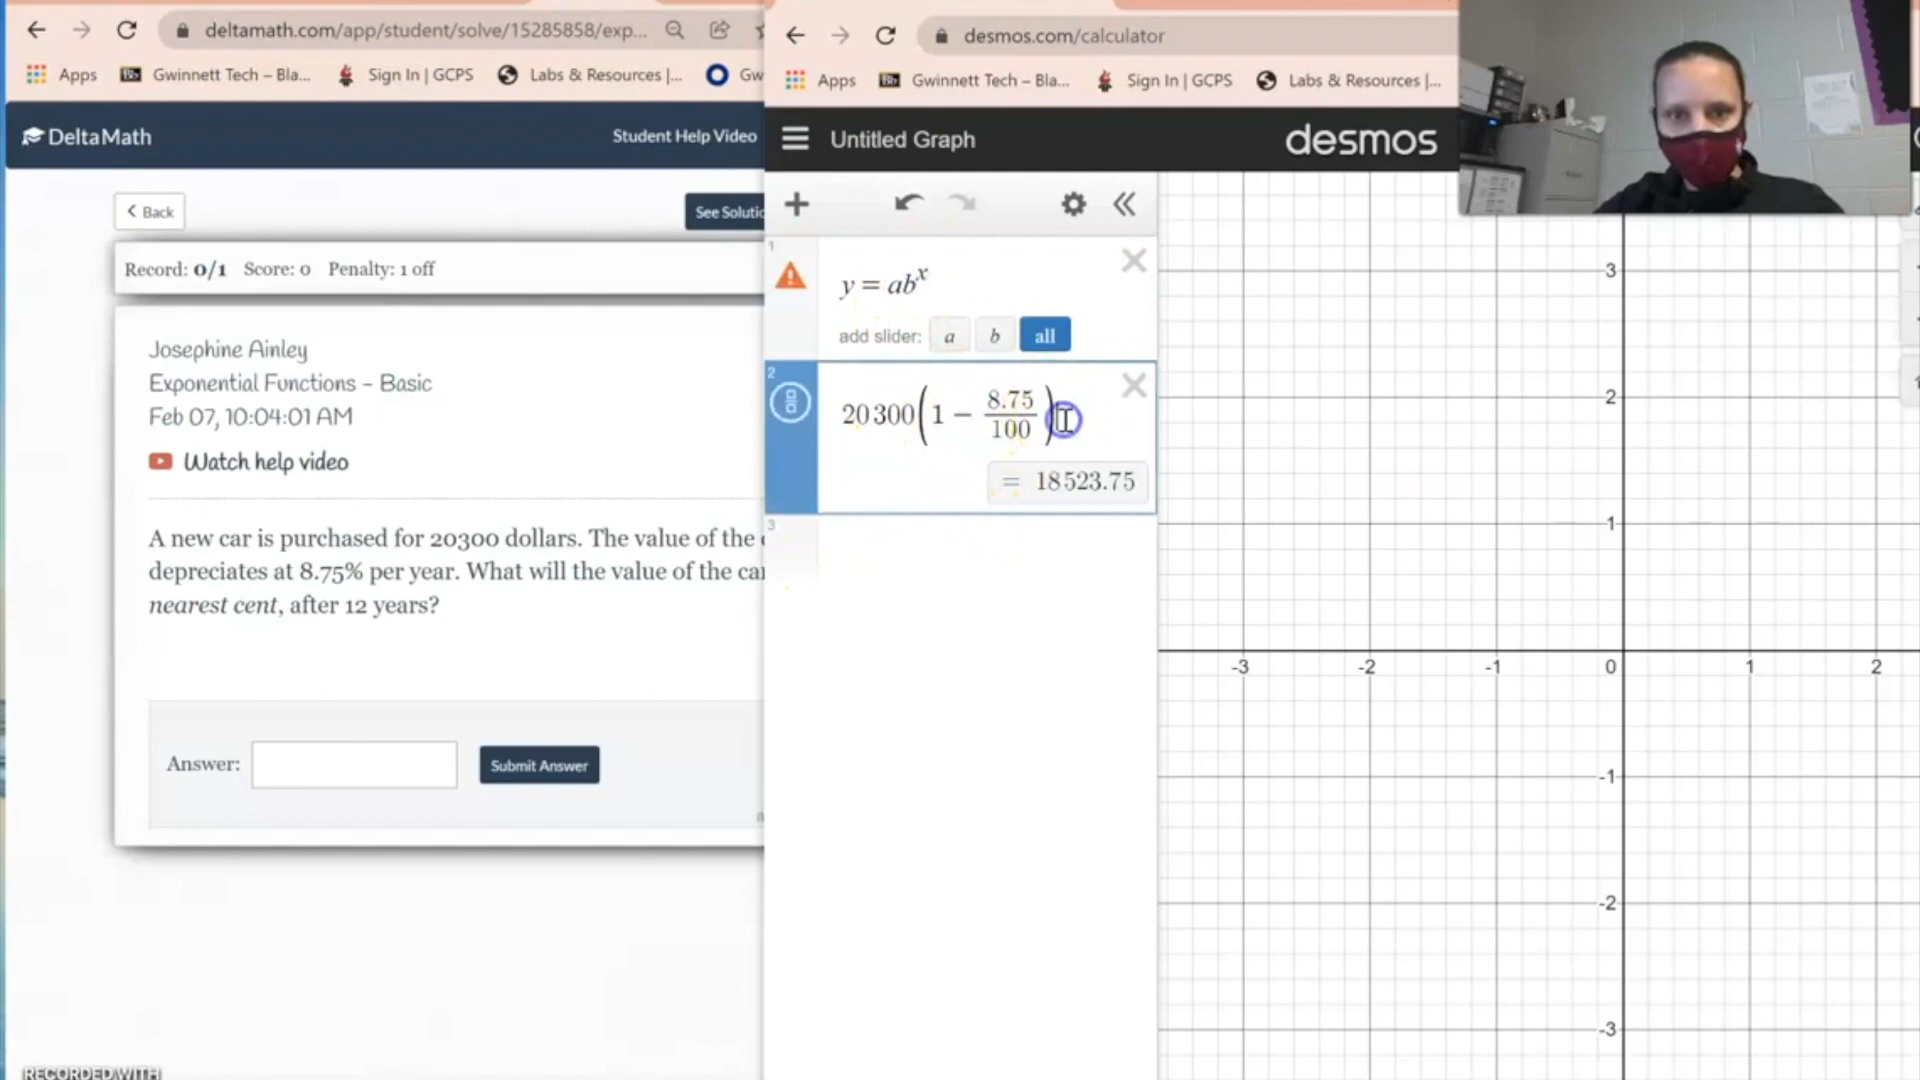 deltamath.com/app/student/solve/15285858/exp...
Apps Gwinnett Tech – Bla... Sign In | GCPS Labs & Resources |... Gw
DeltaMath
Student Help Video
Back
See Solutio
Record: 0/1 Score: 0 Penalty: 1 off
Josephine Ainley
Exponential Functions - Basic
Feb 07, 10:04:01 AM
Watch help video
A new car is purchased for 20300 dollars. The value of the
depreciates at 8.75% per year. What will the value of the ca
nearest cent, after 12 years?
Answer:
Submit Answer
RECORDED WITH
desmos.com/calculator
Apps Gwinnett Tech – Bla... Sign In | GCPS Labs & Resources |...
Untitled Graph
desmos
1
y = ab^x
add slider: a b all
2
20300(1 − 8.75/100)
= 18523.75
3
3
2
1
-3 -2 -1 0 1 2
-1
-2
-3